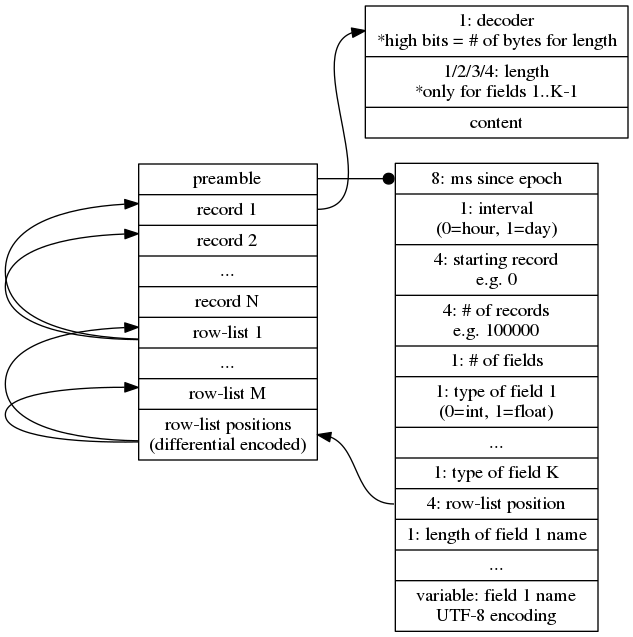 1: decoder
*high bits = # of bytes for length
1/2/3/4: length
*only for fields 1..K-1
content
preamble
record 1
record 2
...
record N
row-list 1
...
row-list M
row-list positions
(differential encoded)
8: ms since epoch
1: interval
(0=hour, 1=day)
4: starting record
e.g. 0
4: # of records
e.g. 100000
1: # of fields
1: type of field 1
(0=int, 1=float)
...
1: type of field K
4: row-list position
1: length of field 1 name
...
variable: field 1 name
UTF-8 encoding